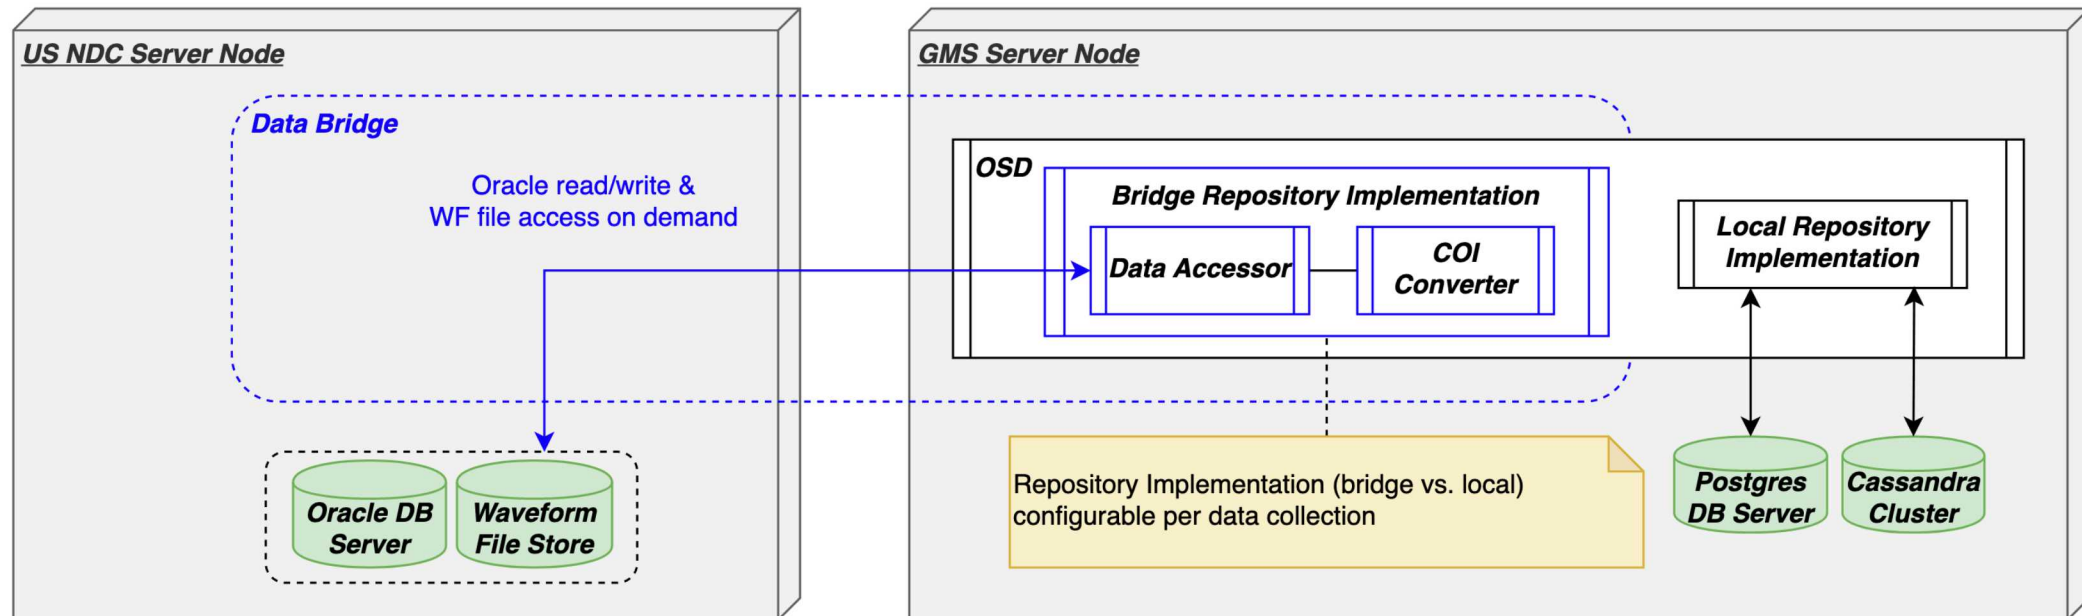 US NDC Server Node
GMS Server Node
Data Bridge
Oracle read/write &
WF file access on demand
OSD
Bridge Repository Implementation
Data Accessor
COI
Converter
Local Repository
Implementation
Oracle DB
Server
Waveform
File Store
Repository Implementation (bridge vs. local)
configurable per data collection
Postgres
DB Server
Cassandra
Cluster